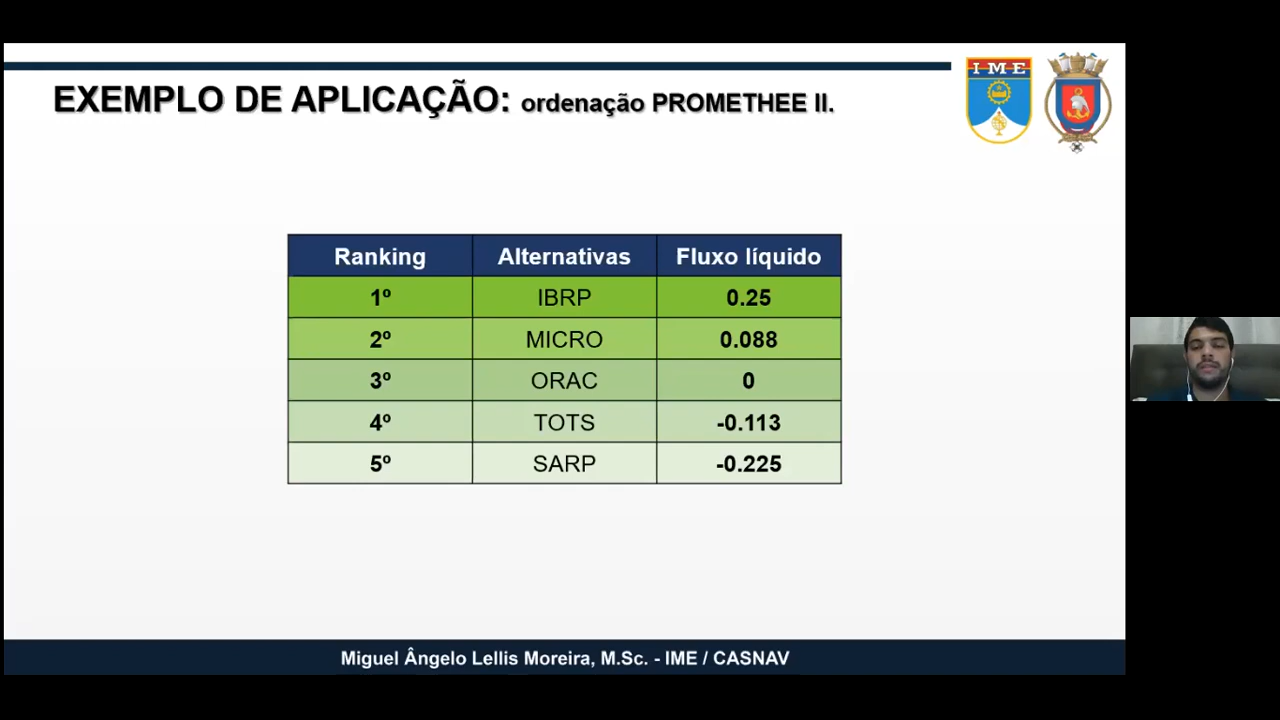 EXEMPLO DE APLICAÇÃO: ordenação PROMETHEE II.
IME
Ranking Alternativas Fluxo líquido
1º IBRP 0.25
2º MICRO 0.088
3º ORAC 0
4º TOTS -0.113
5º SARP -0.225
Miguel Ângelo Lellis Moreira, M.Sc. - IME / CASNAV